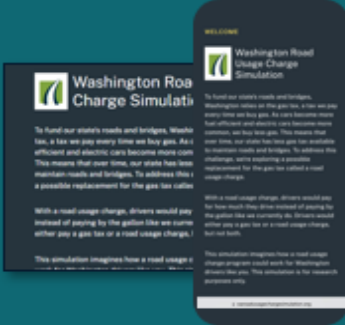 Washington Roa
Charge Simulati
To fund our state's roads and bridges, Washin
tax, a tax we pay every time we buy gas. As c
efficient and electric cars become more com
This means that over time, our state has less
maintain roads and bridges. To address this c
a possible replacement for the gas tax called
With a road usage charge, drivers would pay
instead of paying by the gallon like we curren
either pay a gas tax or a road usage charge,
This simulation imagines how a road usage
WELCOME
Washington Road
Usage Charge
Simulation
To fund our state's roads and bridges,
Washington relies on the gas tax, a tax we pay
every time we buy gas. As cars become more
fuel efficient and electric cars become more
common, we buy less gas. This means that
over time, our state has less gas tax available
to maintain roads and bridges. To address this
challenge, we're exploring a possible
replacement for the gas tax called a road
usage charge.
With a road usage charge, drivers would pay
for how much they drive instead of paying by
the gallon like we currently do. Drivers would
either pay a gas tax or a road usage charge,
but not both.
This simulation imagines how a road usage
charge program could work for Washington
drivers like you. This simulation is for research
purposes only.